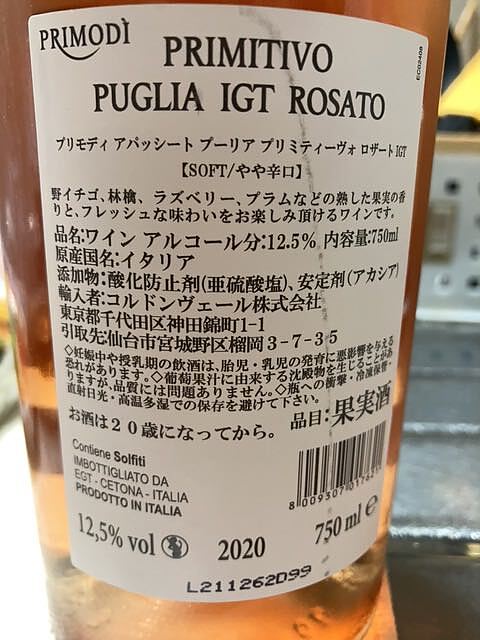 PRIMODÌ
PRIMITIVO
PUGLIA IGT ROSATO
EC02408
プリモディ アパッシート プーリア プリミティーヴォ ロザート IGT
【SOFT/やや辛口】
野イチゴ、林檎、ラズベリー、プラムなどの熟した果実の香
りと、フレッシュな味わいをお楽しみ頂けるワインです。
品名:ワイン アルコール分:12.5% 内容量:750ml
原産国名:イタリア
添加物:酸化防止剤(亜硫酸塩)、安定剤(アカシア)
輸入者:コルドンヴェール株式会社
東京都千代田区神田錦町1-1
引取先:仙台市宮城野区榴岡3-7-35
◇妊娠中や授乳期の飲酒は、胎児・乳児の発育に悪影響を与える
恐れがあります。◇葡萄果汁に由来する沈殿物を生じることがあ
りますが、品質には問題ありません。◇瓶への衝撃・冷凍保管・
直射日光・高温多湿での保存を避けて下さい。
お酒は20歳になってから。
品目:果実酒
Contiene Solfiti
IMBOTTIGLIATO DA
EGT - CETONA - ITALIA
PRODOTTO IN ITALIA
12,5% vol
2020
750 ml e
L211262D99